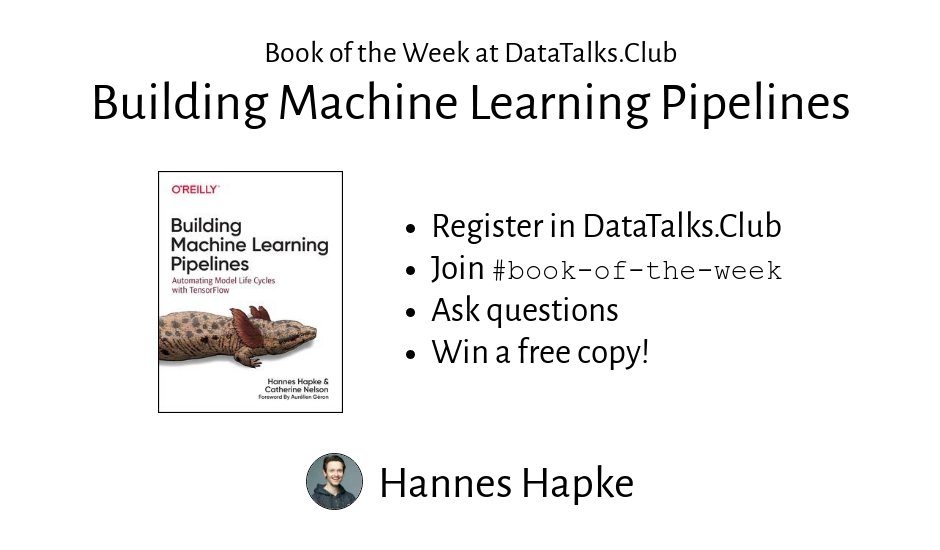 Book of the Week at DataTalks.Club
Building Machine Learning Pipelines
O'REILLY
Building
Machine Learning
Pipelines
Automating Model Life Cycles
with TensorFlow
Hannes Hapke &
Catherine Nelson
Foreword By Aurélien Géron
• Register in DataTalks.Club
• Join #book-of-the-week
• Ask questions
• Win a free copy!
Hannes Hapke